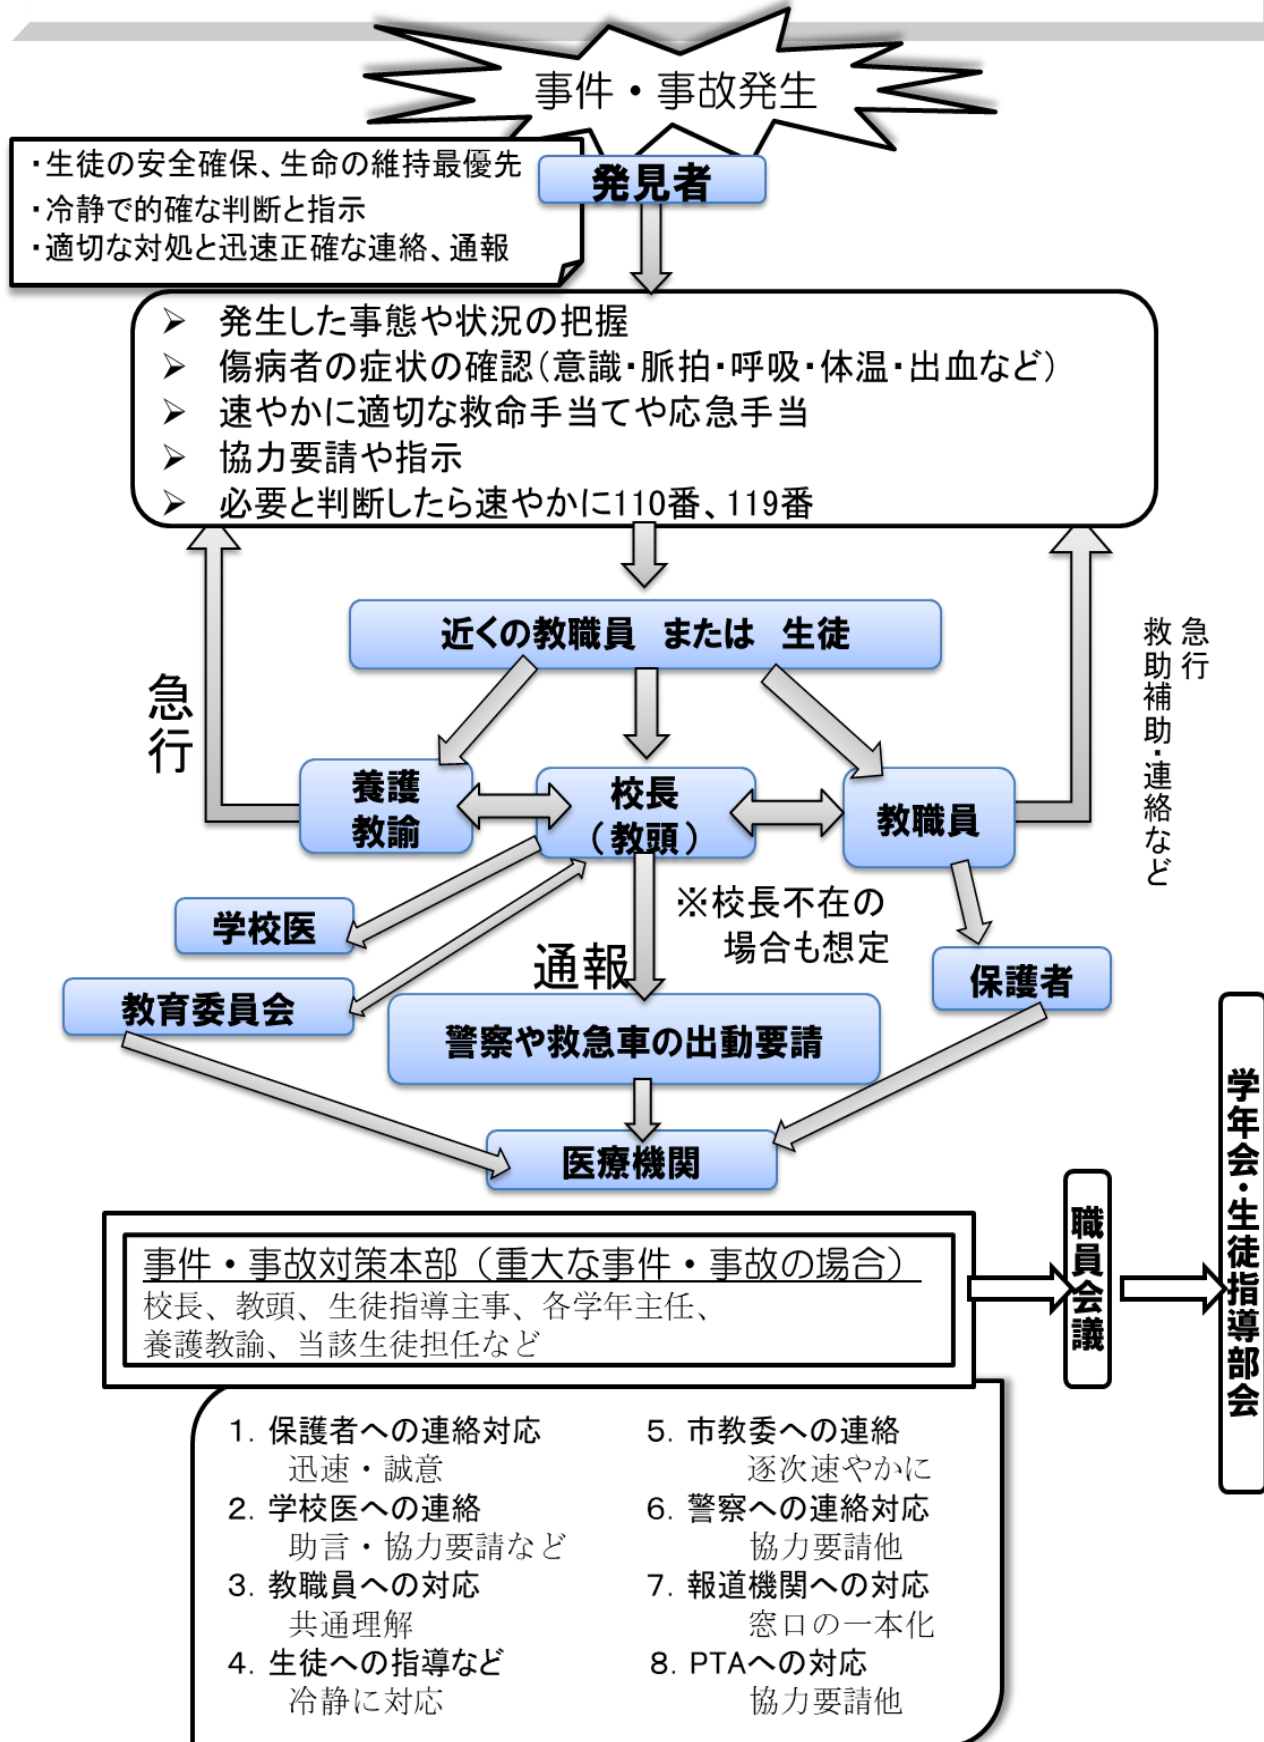 事件・事故発生
・生徒の安全確保、生命の維持最優先
・冷静で的確な判断と指示
・適切な対処と迅速正確な連絡、通報
発見者
➢ 発生した事態や状況の把握
➢ 傷病者の症状の確認(意識・脈拍・呼吸・体温・出血など)
➢ 速やかに適切な救命手当てや応急手当
➢ 協力要請や指示
➢ 必要と判断したら速やかに110番、119番
近くの教職員 または 生徒
急行
急行
救助補助・連絡など
養護
教諭
校長
(教頭)
教職員
※校長不在の
場合も想定
学校医
通報
保護者
教育委員会
警察や救急車の出動要請
医療機関
事件・事故対策本部(重大な事件・事故の場合)
校長、教頭、生徒指導主事、各学年主任、
養護教諭、当該生徒担任など
職員会議
学年会・生徒指導部会
1. 保護者への連絡対応
迅速・誠意
2. 学校医への連絡
助言・協力要請など
3. 教職員への対応
共通理解
4. 生徒への指導など
冷静に対応
5. 市教委への連絡
逐次速やかに
6. 警察への連絡対応
協力要請他
7. 報道機関への対応
窓口の一本化
8. PTAへの対応
協力要請他